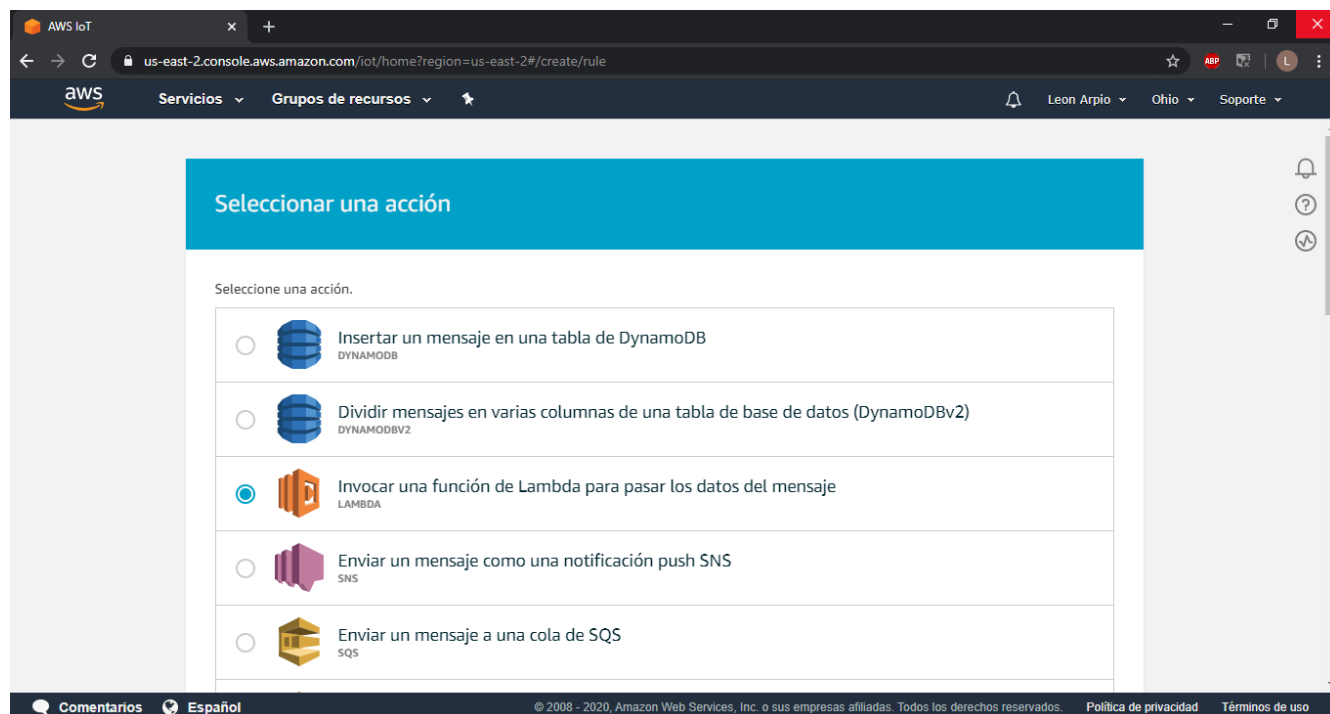 AWS IoT
us-east-2.console.aws.amazon.com/iot/home?region=us-east-2#/create/rule
ABP
L
aws Servicios Grupos de recursos Leon Arpio Ohio Soporte
Seleccionar una acción
Seleccione una acción.
Insertar un mensaje en una tabla de DynamoDB
DYNAMODB
Dividir mensajes en varias columnas de una tabla de base de datos (DynamoDBv2)
DYNAMODBV2
Invocar una función de Lambda para pasar los datos del mensaje
LAMBDA
Enviar un mensaje como una notificación push SNS
SNS
Enviar un mensaje a una cola de SQS
SQS
Comentarios Español © 2008 - 2020, Amazon Web Services, Inc. o sus empresas afiliadas. Todos los derechos reservados. Política de privacidad Términos de uso